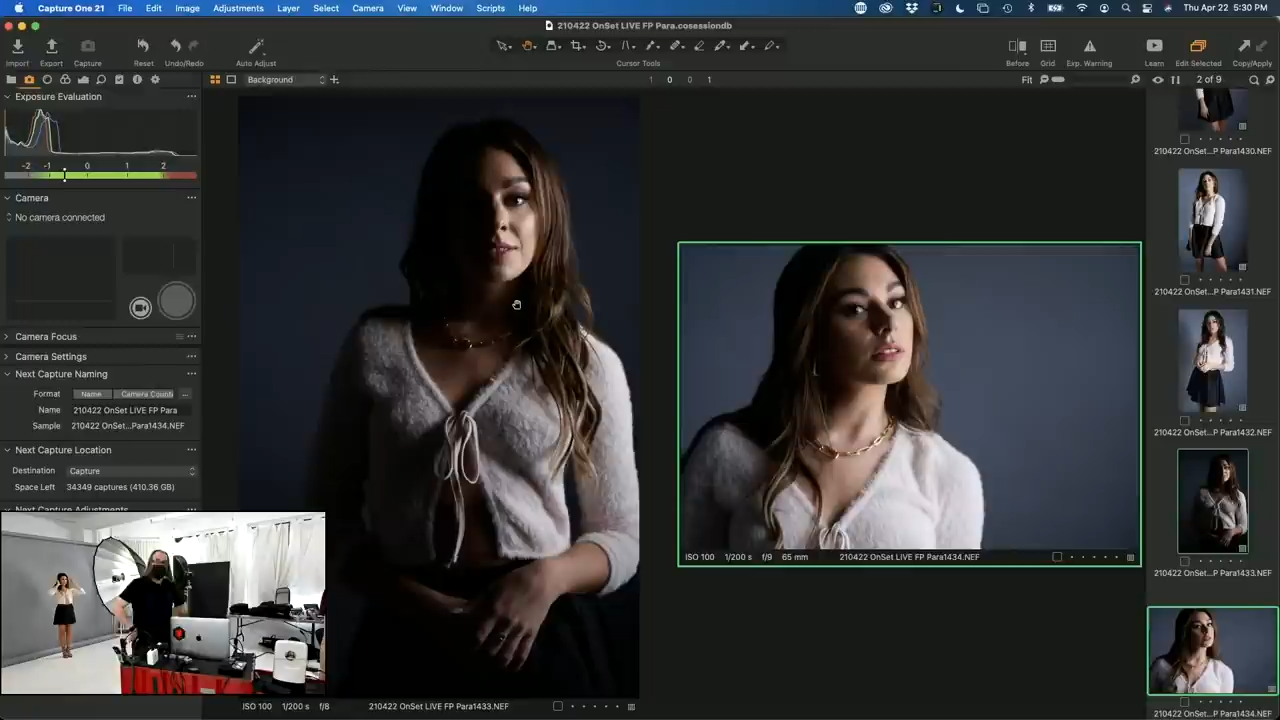 Capture One 21 File Edit Image Adjustments Layer Select Camera View Window Scripts Help Thu Apr 22 5:30 PM
210422 OnSet LIVE FP Para.cosessiondb
Import Export Capture Reset Undo/Redo Auto Adjust Cursor Tools Before Grid Exp. Warning Learn Edit Selected Copy/Apply
Background
1 0 0 1
Fit
2 of 9
Exposure Evaluation
-2 -1 0 1 2
Camera
No camera connected
Camera Focus
Camera Settings
Next Capture Naming
Format Name Camera Count
Name 210422 OnSet LIVE FP Para
Sample 210422 OnSet...Para1434.NEF
Next Capture Location
Destination Capture
Space Left 34349 captures (410.36 GB)
Next Capture Adjustments
ISO 100 1/200 s f/8 210422 OnSet LIVE FP Para1433.NEF
ISO 100 1/200 s f/9 65 mm 210422 OnSet LIVE FP Para1434.NEF
210422 OnSet...P Para1430.NEF
210422 OnSet...P Para1431.NEF
210422 OnSet...P Para1432.NEF
210422 OnSet...P Para1433.NEF
210422 OnSet...P Para1434.NEF